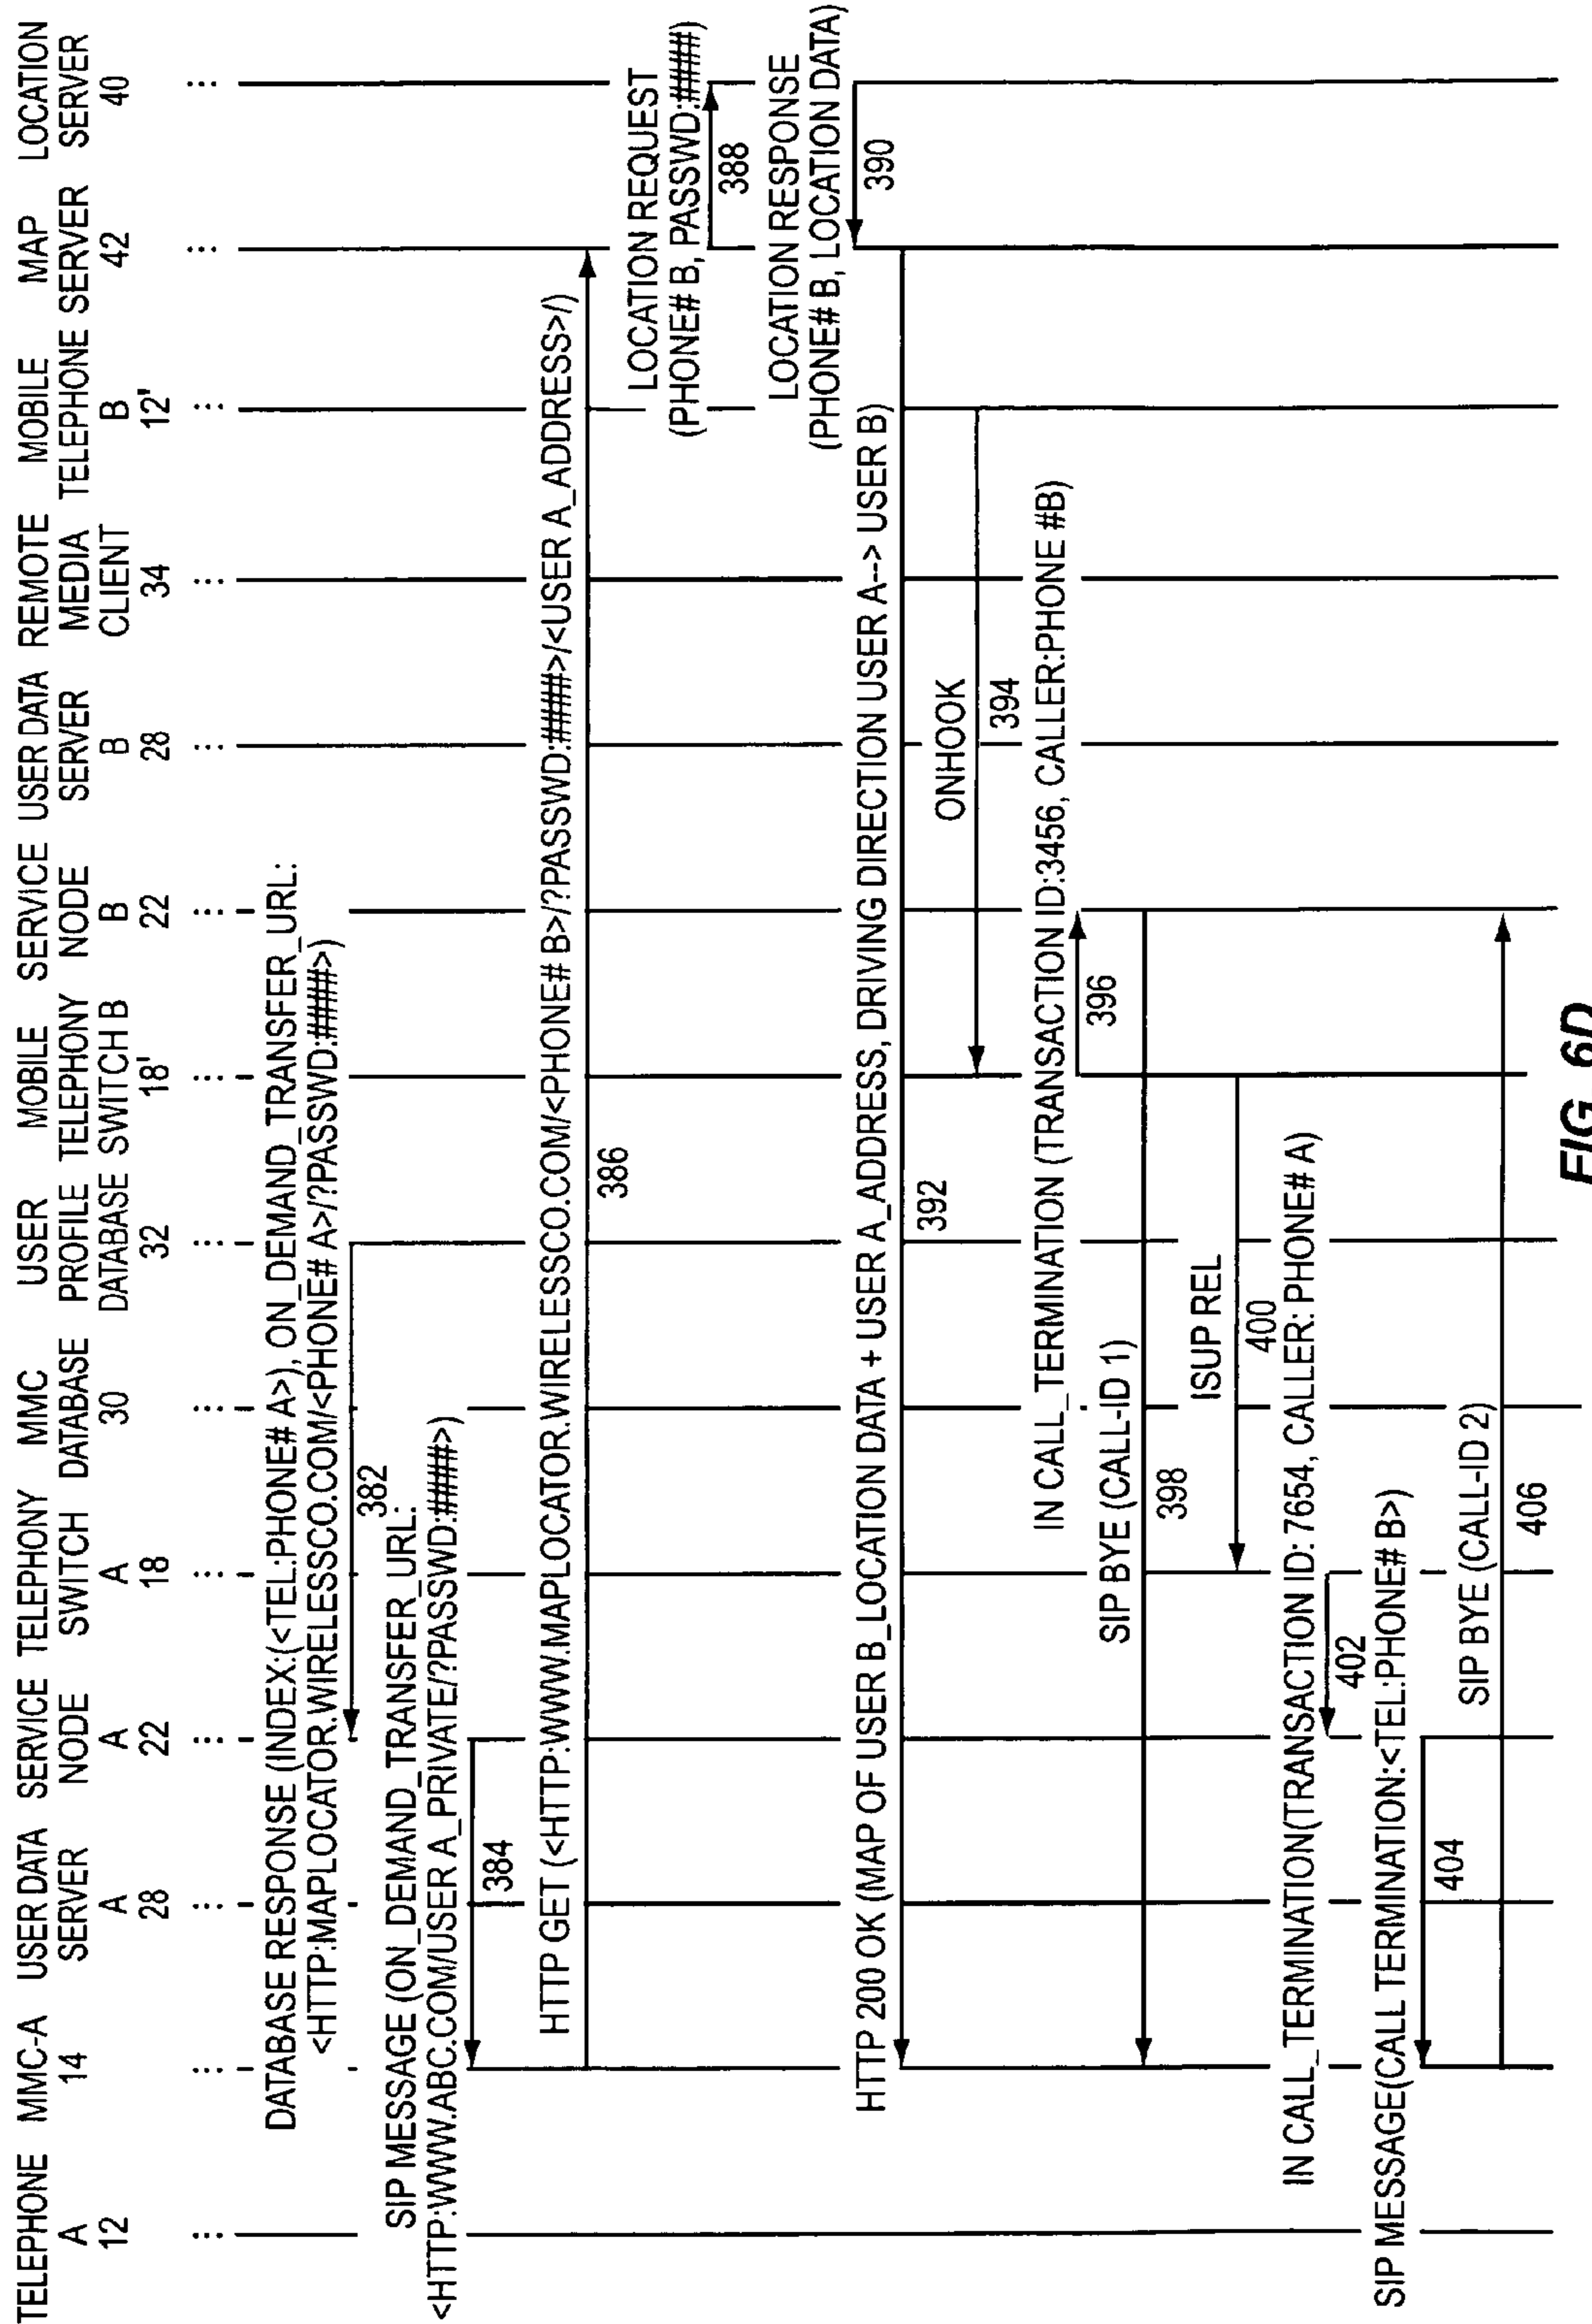 TELEPHONE
A
12
MMC-A
14
USER DATA
SERVER
A
28
SERVICE
NODE
A
22
TELEPHONY
SWITCH
A
18
MMC
DATABASE
30
USER
PROFILE
DATABASE
32
MOBILE
TELEPHONY
SWITCH B
18'
SERVICE
NODE
B
22
USER DATA
SERVER
B
28
REMOTE
MEDIA
CLIENT
34
MOBILE
TELEPHONE
B
12'
MAP
SERVER
42
LOCATION
SERVER
40
DATABASE RESPONSE (INDEX:(<TEL:PHONE# A>), ON_DEMAND_TRANSFER_URL:
<HTTP:MAPLOCATOR.WIRELESSCO.COM/<PHONE# A>/?PASSWD:####>)
382
SIP MESSAGE (ON_DEMAND_TRANSFER_URL:
<HTTP:WWW.ABC.COM/USER A_PRIVATE/?PASSWD:####>)
384
HTTP GET (<HTTP:WWW.MAPLOCATOR.WIRELESSCO.COM/<PHONE# B>/?PASSWD:####>/<USER A_ADDRESS>/)
386
LOCATION REQUEST
(PHONE# B, PASSWD:####)
388
LOCATION RESPONSE
(PHONE# B, LOCATION DATA)
390
HTTP 200 OK (MAP OF USER B_LOCATION DATA + USER A_ADDRESS, DRIVING DIRECTION USER A--> USER B)
392
ONHOOK
394
IN CALL_TERMINATION (TRANSACTION ID:3456, CALLER:PHONE #B)
396
SIP BYE (CALL-ID 1)
398
ISUP REL
400
IN CALL_TERMINATION(TRANSACTION ID: 7654, CALLER: PHONE# A)
402
SIP MESSAGE(CALL TERMINATION:<TEL:PHONE# B>)
404
SIP BYE (CALL-ID 2)
406
FIG. 6D